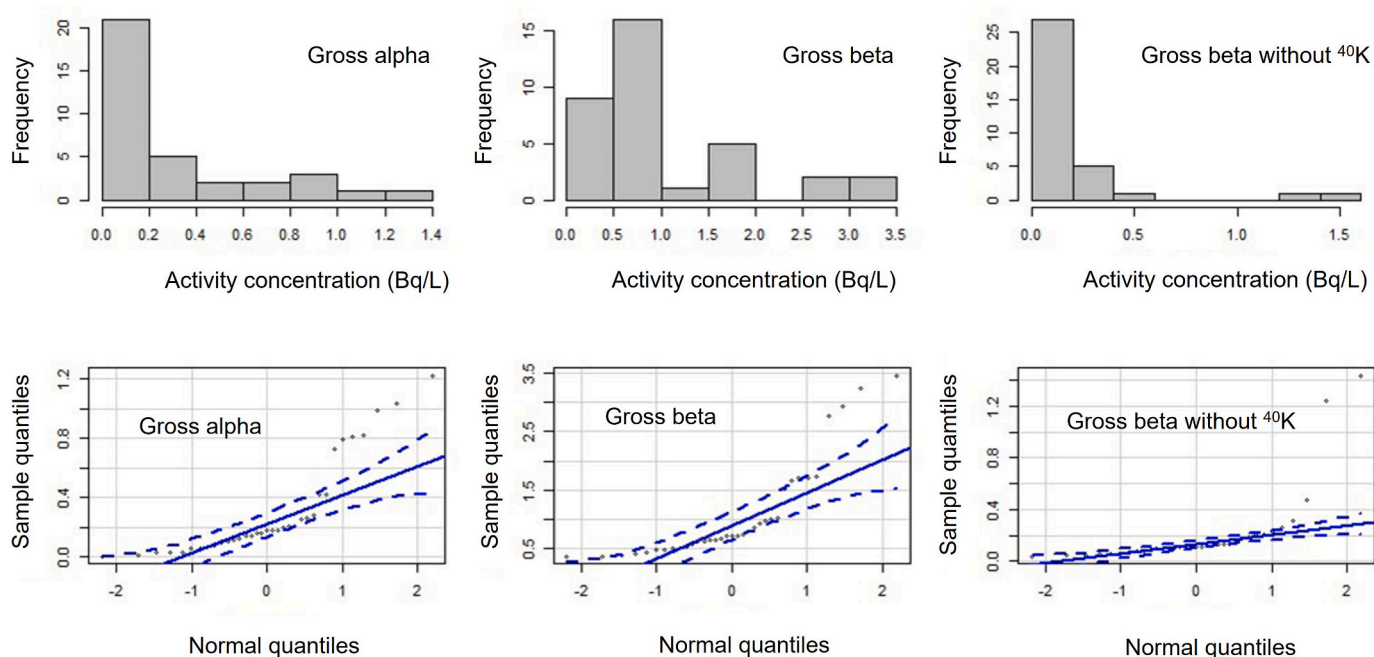 Gross alpha
Frequency
20
15
10
5
0
0.0 0.2 0.4 0.6 0.8 1.0 1.2 1.4
Activity concentration (Bq/L)
Gross beta
Frequency
15
10
5
0
0.0 0.5 1.0 1.5 2.0 2.5 3.0 3.5
Activity concentration (Bq/L)
Gross beta without ⁴⁰K
Frequency
25
20
15
10
5
0
0.0 0.5 1.0 1.5
Activity concentration (Bq/L)
Gross alpha
Sample quantiles
1.2
0.8
0.4
0.0
-2 -1 0 1 2
Normal quantiles
Gross beta
Sample quantiles
3.5
2.5
1.5
0.5
-2 -1 0 1 2
Normal quantiles
Gross beta without ⁴⁰K
Sample quamtiles
1.2
0.8
0.4
0.0
-2 -1 0 1 2
Normal quantiles